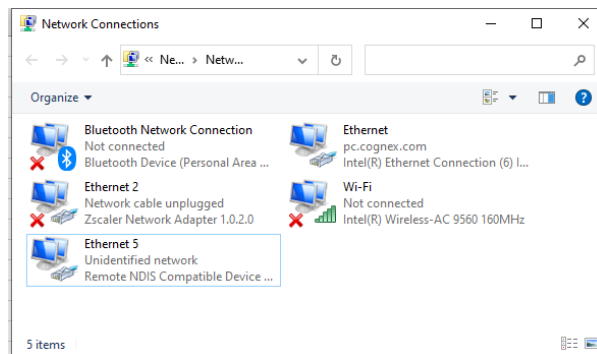 Network Connections
« Ne... › Netw...
Organize
Bluetooth Network Connection
Not connected
Bluetooth Device (Personal Area ...
Ethernet
pc.cognex.com
Intel(R) Ethernet Connection (6) I...
Ethernet 2
Network cable unplugged
Zscaler Network Adapter 1.0.2.0
Wi-Fi
Not connected
Intel(R) Wireless-AC 9560 160MHz
Ethernet 5
Unidentified network
Remote NDIS Compatible Device ...
5 items